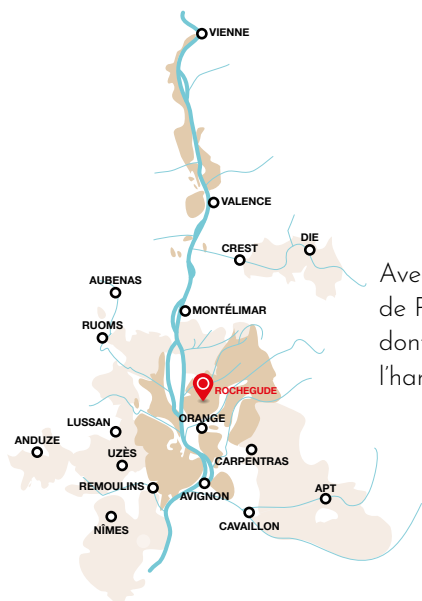 VIENNE
VALENCE
CREST
DIE
AUBENAS
MONTÉLIMAR
RUOMS
ROCHEGUDE
ORANGE
LUSSAN
ANDUZE
UZÈS
CARPENTRAS
REMOULINS
AVIGNON
APT
CAVAILLON
NÎMES
Ave
de
don
l'har